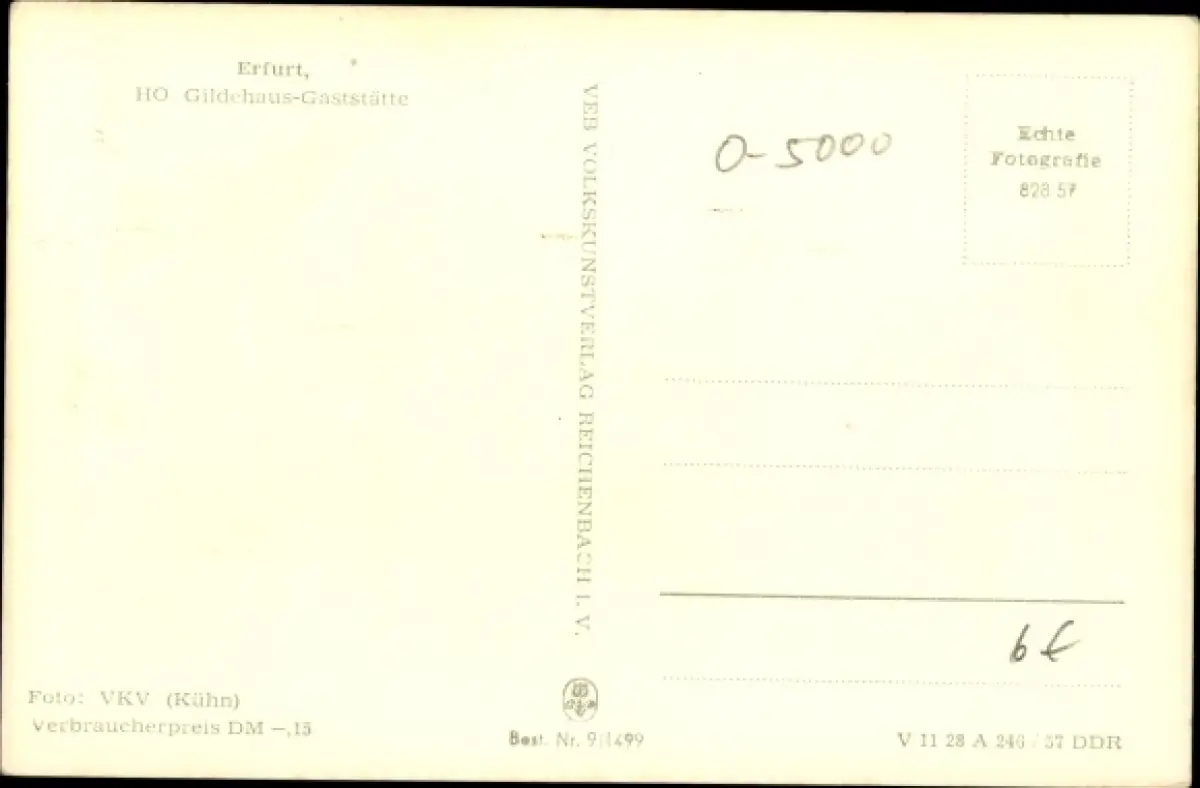 Erfurt,
HO Gildehaus-Gaststätte
VEB VOLKSKUNSTVERLAG REICHENBACH I. V.
O-5000
Echte
Fotografie
828 57
6 €
Foto: VKV (Kühn)
Verbraucherpreis DM -,15
Best. Nr. 9/1499
V 11 28 A 246 / 57 DDR